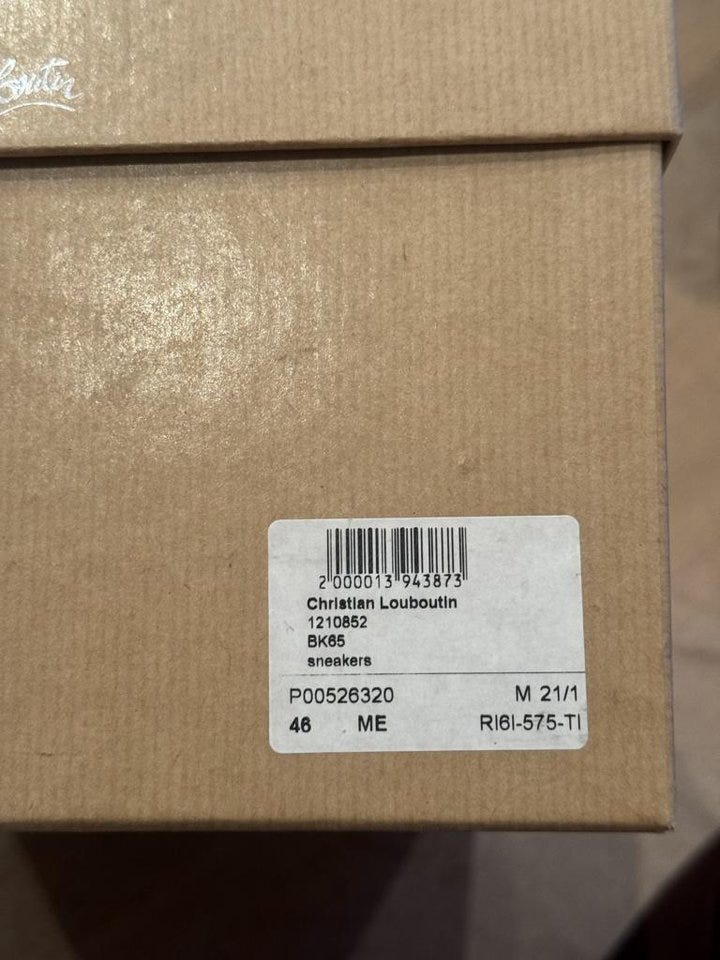 2 000013 943873
Christian Louboutin
1210852
BK65
sneakers
P00526320 M 21/1
46 ME RI6I-575-TI